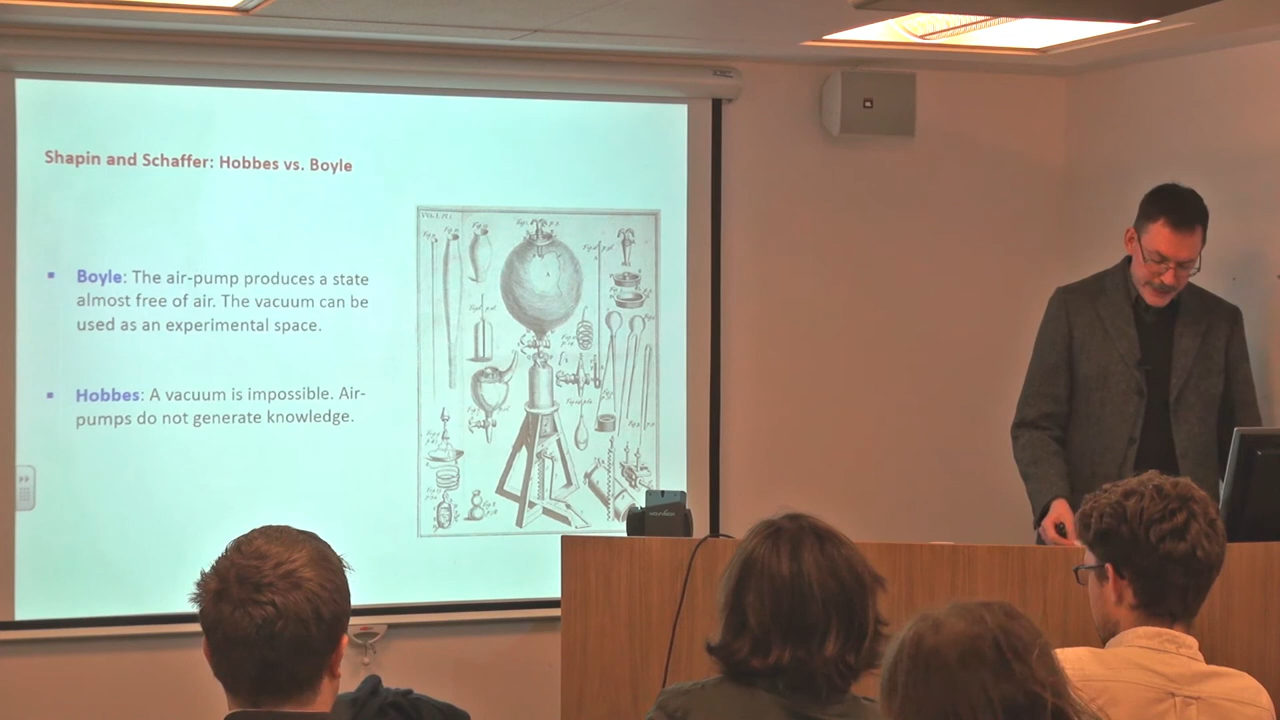 Shapin and Schaffer: Hobbes vs. Boyle
▪ Boyle: The air-pump produces a state
almost free of air. The vacuum can be
used as an experimental space.
▪ Hobbes: A vacuum is impossible. Air-
pumps do not generate knowledge.